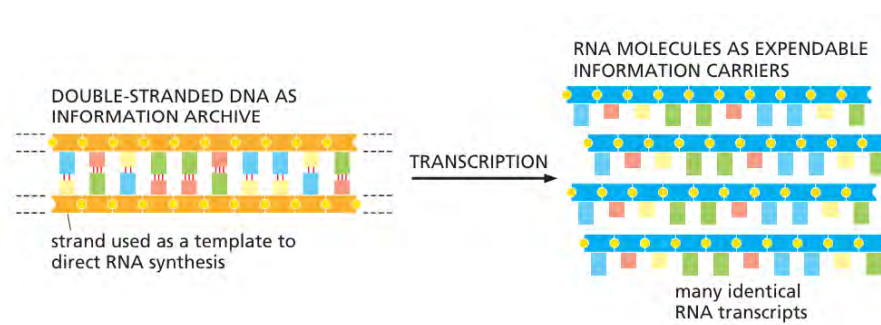 DOUBLE-STRANDED DNA AS
INFORMATION ARCHIVE
strand used as a template to
direct RNA synthesis
TRANSCRIPTION
RNA MOLECULES AS EXPENDABLE
INFORMATION CARRIERS
many identical
RNA transcripts